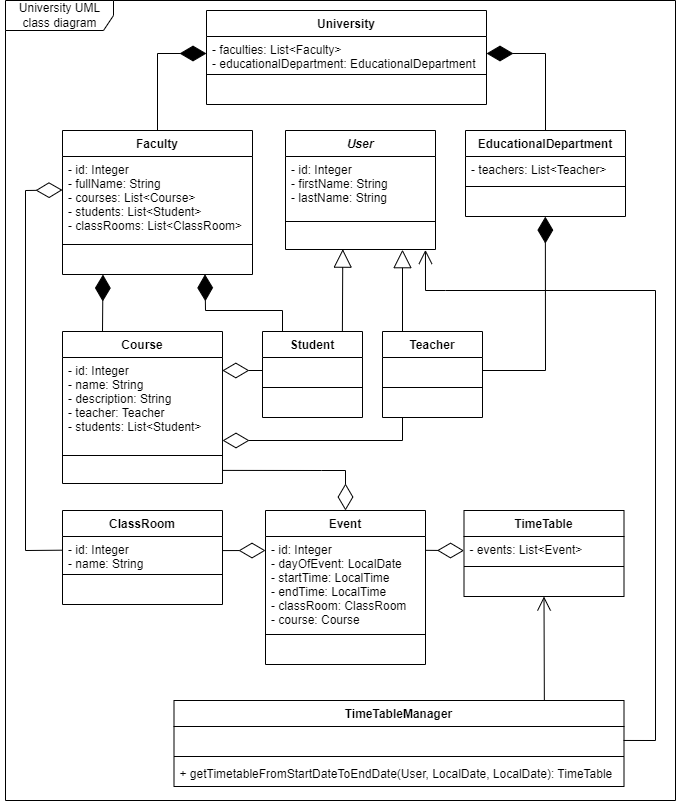 University UML
class diagram
University
- faculties: List<Faculty>
- educationalDepartment: EducationalDepartment
Faculty
- id: Integer
- fullName: String
- courses: List<Course>
- students: List<Student>
- classRooms: List<ClassRoom>
User
- id: Integer
- firstName: String
- lastName: String
EducationalDepartment
- teachers: List<Teacher>
Course
- id: Integer
- name: String
- description: String
- teacher: Teacher
- students: List<Student>
Student
Teacher
ClassRoom
- id: Integer
- name: String
Event
- id: Integer
- dayOfEvent: LocalDate
- startTime: LocalTime
- endTime: LocalTime
- classRoom: ClassRoom
- course: Course
TimeTable
- events: List<Event>
TimeTableManager
+ getTimetableFromStartDateToEndDate(User, LocalDate, LocalDate): TimeTable